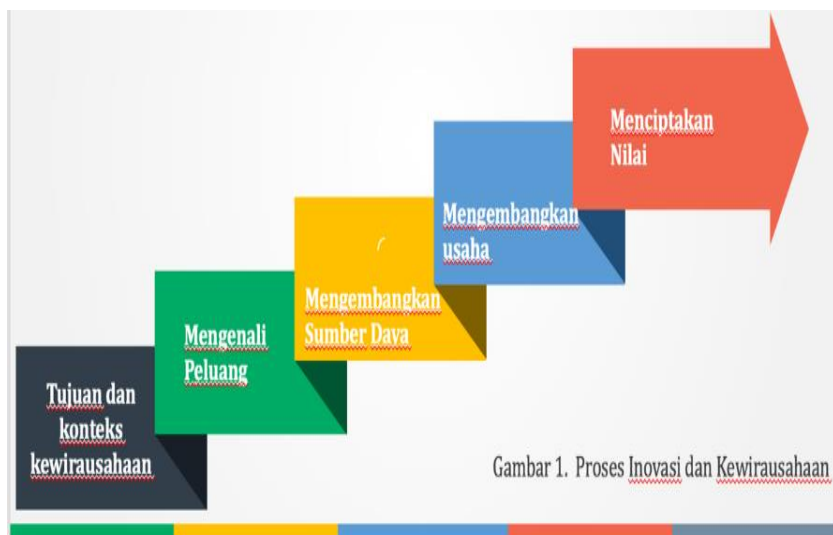 Tujuan dan
konteks
kewirausahaan
Mengenali
Peluang
Mengembangkan
Sumber Daya
Mengembangkan
usaha
Menciptakan
Nilai
Gambar 1. Proses Inovasi dan Kewirausahaan